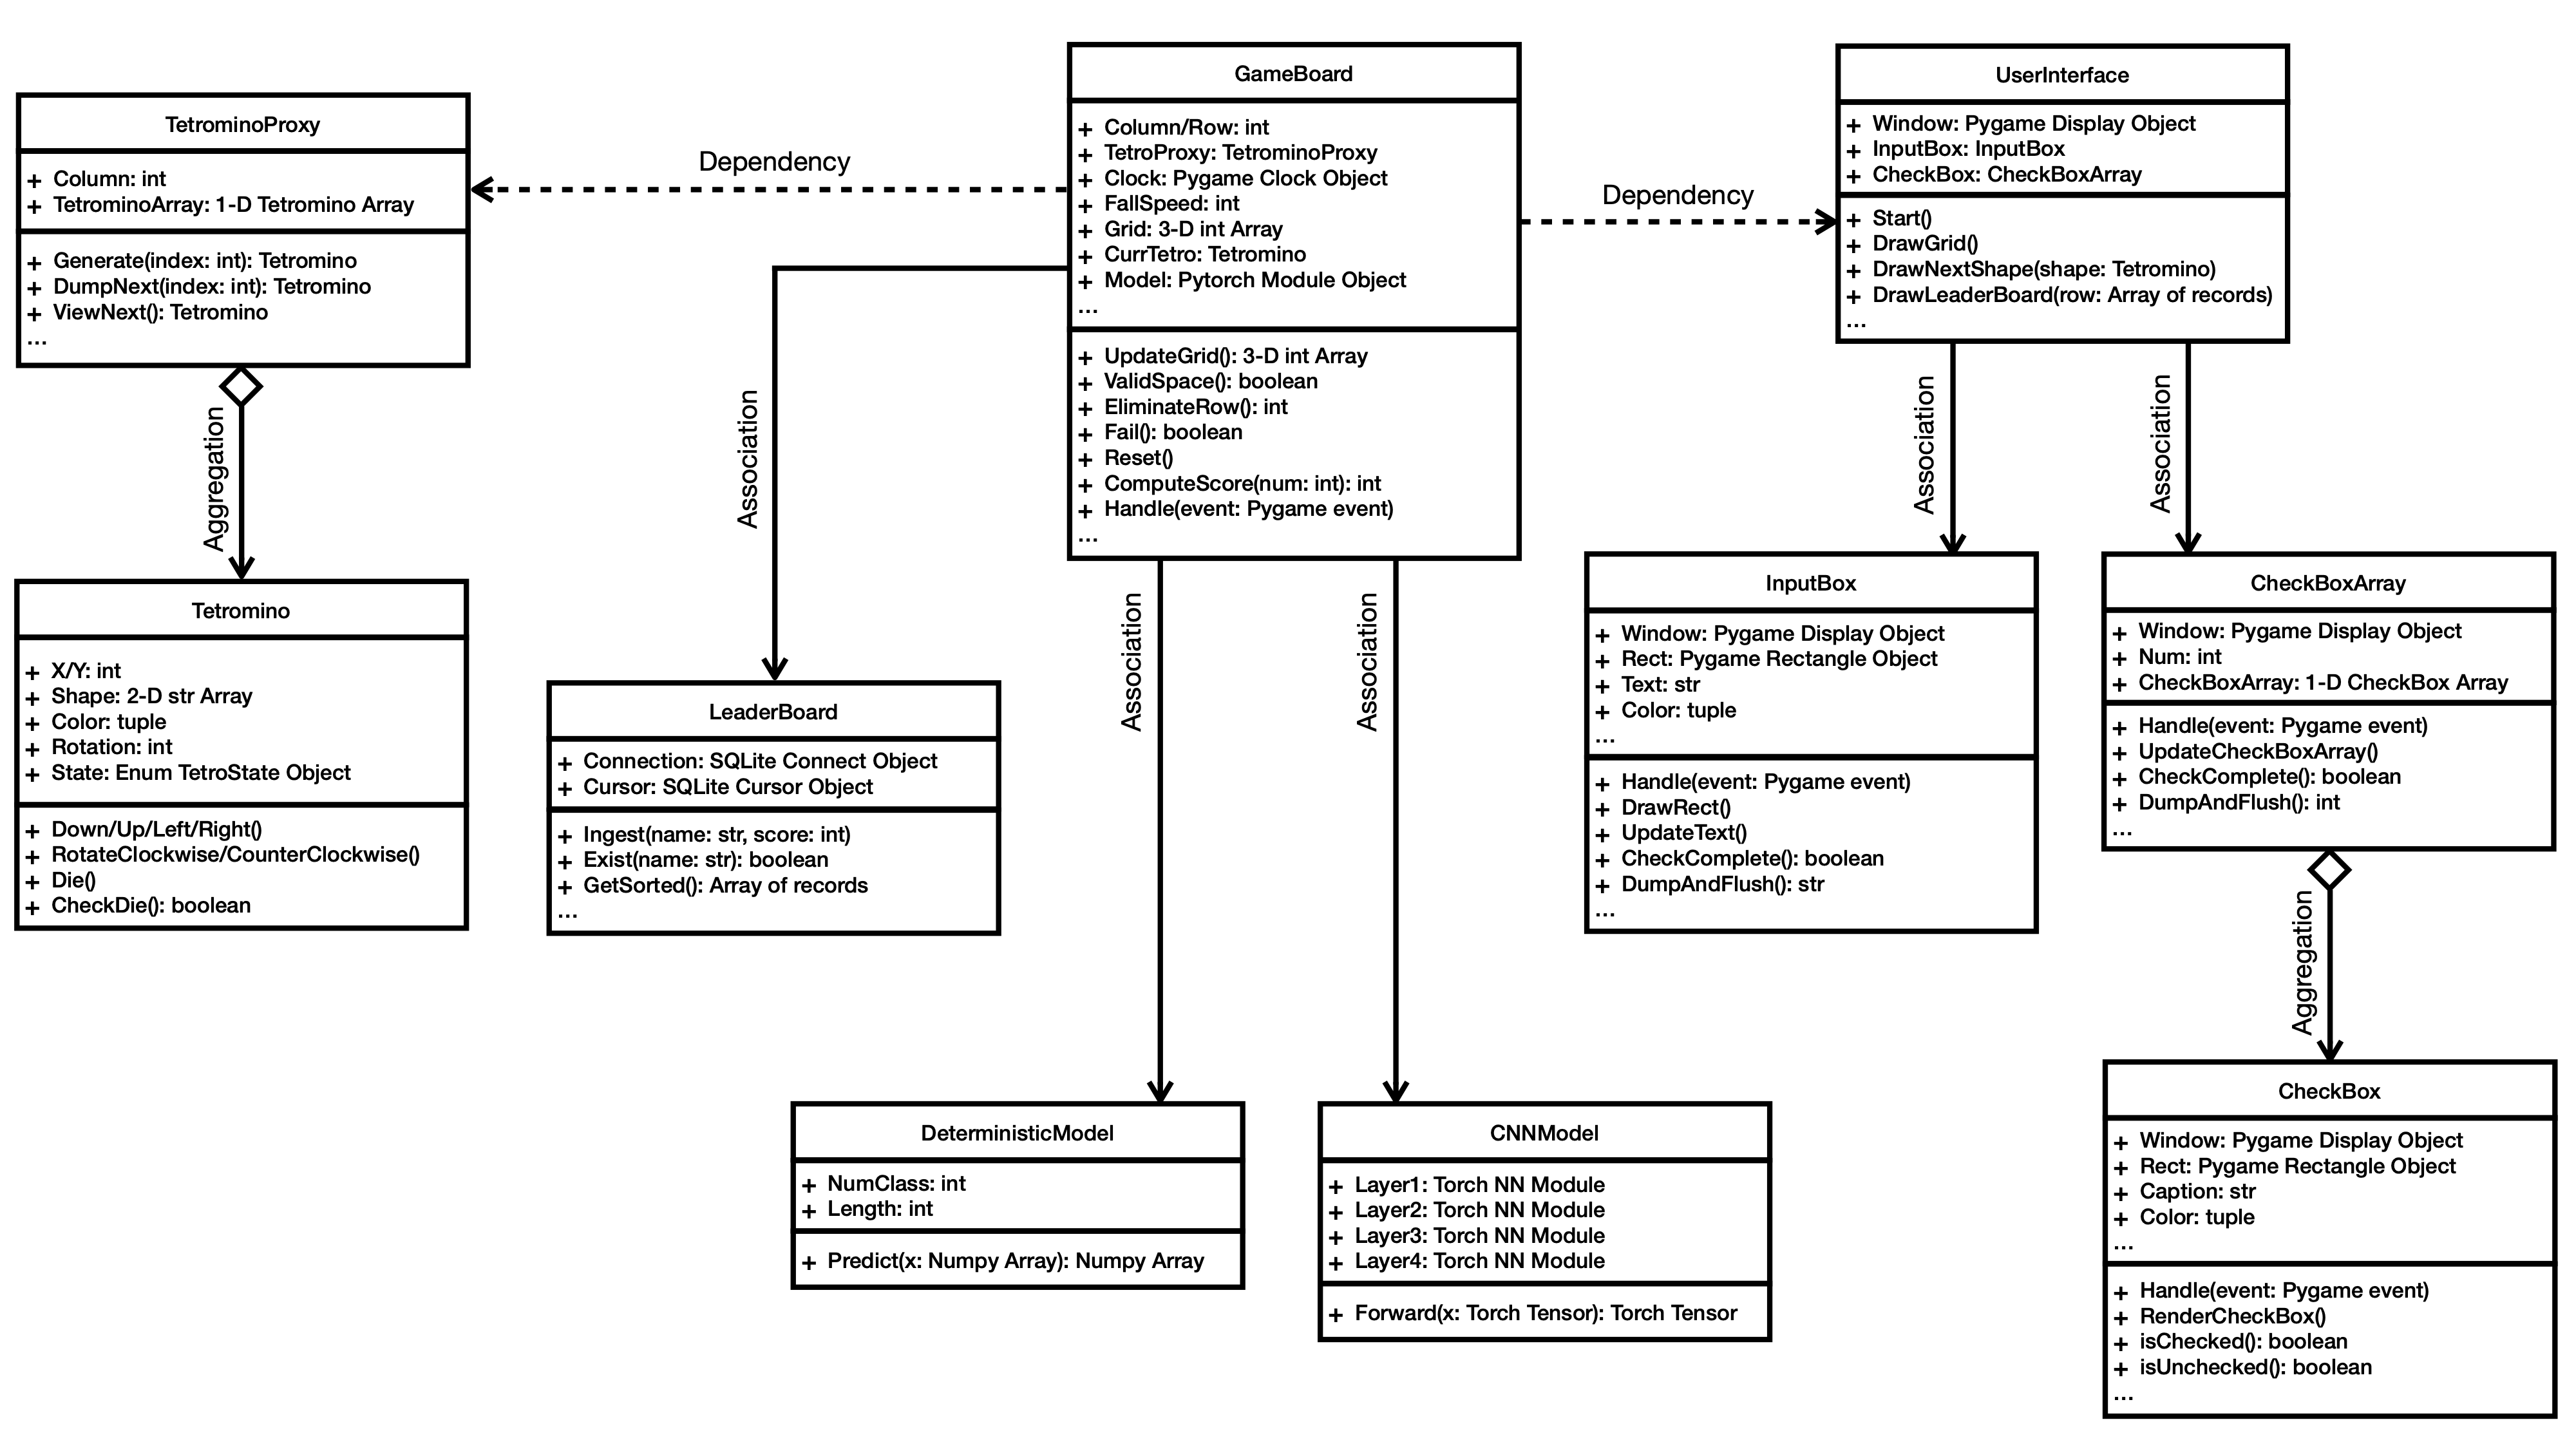 TetrominoProxy
+ Column: int
+ TetrominoArray: 1-D Tetromino Array
+ Generate(index: int): Tetromino
+ DumpNext(index: int): Tetromino
+ ViewNext(): Tetromino
...
Dependency
GameBoard
+ Column/Row: int
+ TetroProxy: TetrominoProxy
+ Clock: Pygame Clock Object
+ FallSpeed: int
+ Grid: 3-D int Array
+ CurrTetro: Tetromino
+ Model: Pytorch Module Object
...
+ UpdateGrid(): 3-D int Array
+ ValidSpace(): boolean
+ EliminateRow(): int
+ Fail(): boolean
+ Reset()
+ ComputeScore(num: int): int
+ Handle(event: Pygame event)
...
Dependency
UserInterface
+ Window: Pygame Display Object
+ InputBox: InputBox
+ CheckBox: CheckBoxArray
+ Start()
+ DrawGrid()
+ DrawNextShape(shape: Tetromino)
+ DrawLeaderBoard(row: Array of records)
...
Aggregation
Association
Association
Association
Association
Association
Tetromino
+ X/Y: int
+ Shape: 2-D str Array
+ Color: tuple
+ Rotation: int
+ State: Enum TetroState Object
+ Down/Up/Left/Right()
+ RotateClockwise/CounterClockwise()
+ Die()
+ CheckDie(): boolean
LeaderBoard
+ Connection: SQLite Connect Object
+ Cursor: SQLite Cursor Object
+ Ingest(name: str, score: int)
+ Exist(name: str): boolean
+ GetSorted(): Array of records
...
InputBox
+ Window: Pygame Display Object
+ Rect: Pygame Rectangle Object
+ Text: str
+ Color: tuple
...
+ Handle(event: Pygame event)
+ DrawRect()
+ UpdateText()
+ CheckComplete(): boolean
+ DumpAndFlush(): str
...
CheckBoxArray
+ Window: Pygame Display Object
+ Num: int
+ CheckBoxArray: 1-D CheckBox Array
+ Handle(event: Pygame event)
+ UpdateCheckBoxArray()
+ CheckComplete(): boolean
+ DumpAndFlush(): int
...
Aggregation
DeterministicModel
+ NumClass: int
+ Length: int
+ Predict(x: Numpy Array): Numpy Array
CNNModel
+ Layer1: Torch NN Module
+ Layer2: Torch NN Module
+ Layer3: Torch NN Module
+ Layer4: Torch NN Module
+ Forward(x: Torch Tensor): Torch Tensor
CheckBox
+ Window: Pygame Display Object
+ Rect: Pygame Rectangle Object
+ Caption: str
+ Color: tuple
...
+ Handle(event: Pygame event)
+ RenderCheckBox()
+ isChecked(): boolean
+ isUnchecked(): boolean
...